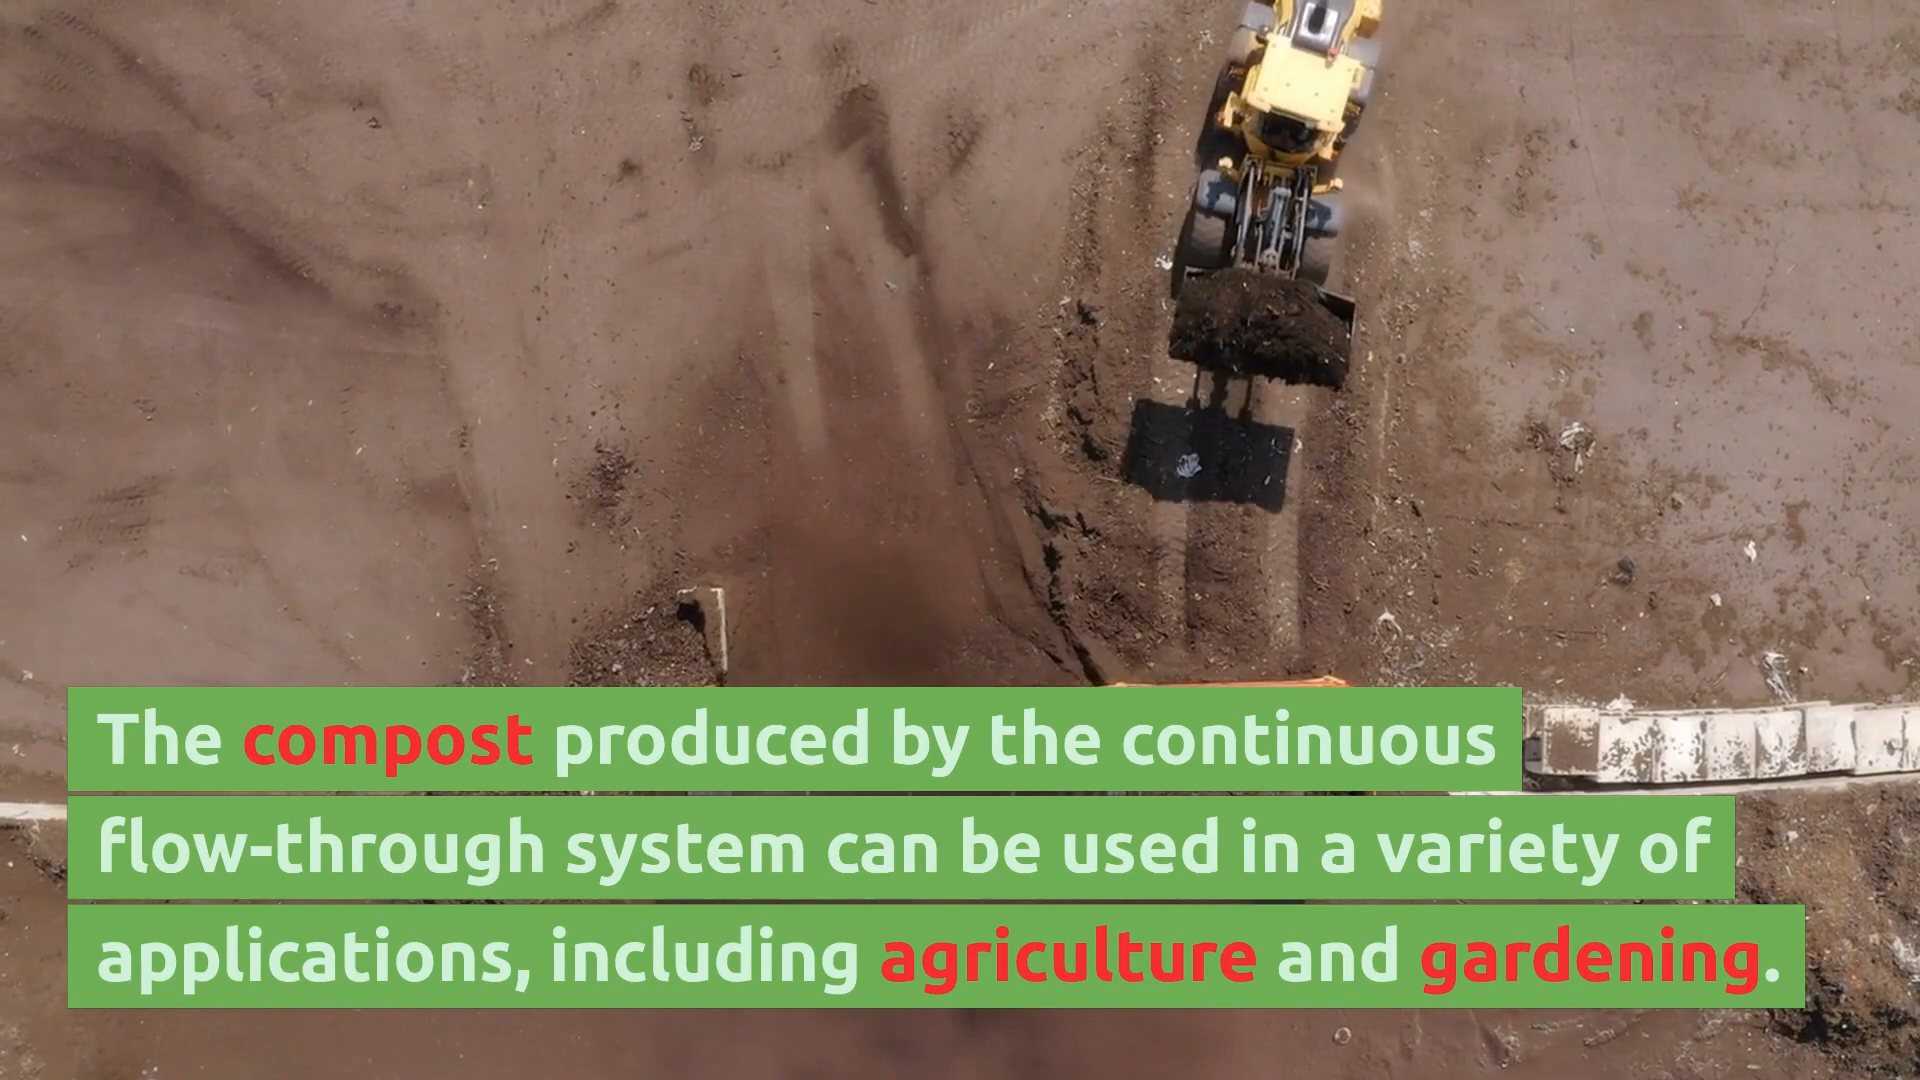 The compost produced by the continuous
flow-through system can be used in a variety of
applications, including agriculture and gardening.